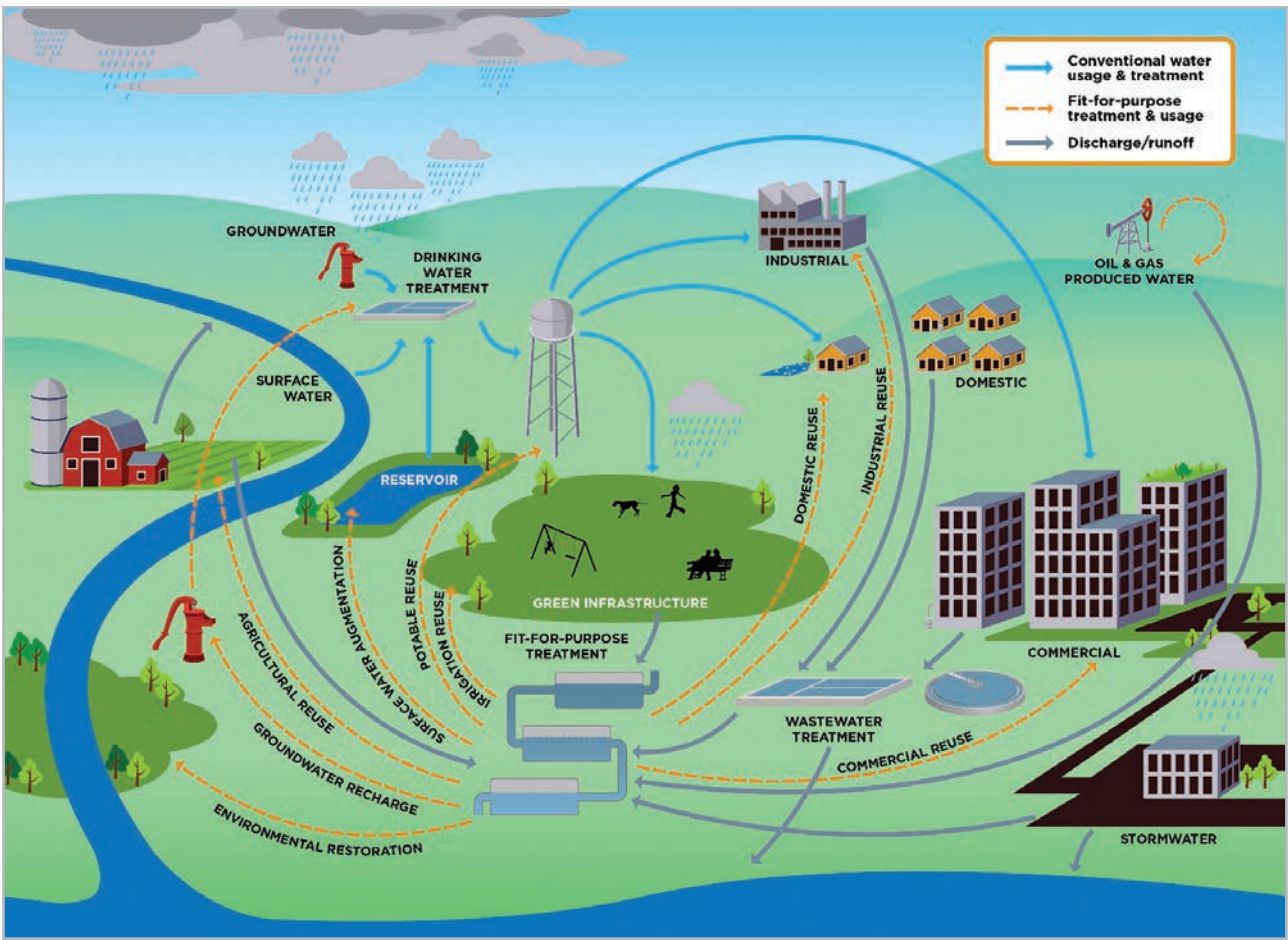 Conventional water
usage & treatment
Fit-for-purpose
treatment & usage
Discharge/runoff
GROUNDWATER
DRINKING
WATER
TREATMENT
INDUSTRIAL
OIL & GAS
PRODUCED WATER
SURFACE
WATER
DOMESTIC
RESERVOIR
INDUSTRIAL REUSE
DOMESTIC REUSE
GREEN INFRASTRUCTURE
POTABLE REUSE
IRRIGATION REUSE
SURFACE WATER AUGMENTATION
AGRICULTURAL REUSE
GROUNDWATER RECHARGE
ENVIRONMENTAL RESTORATION
FIT-FOR-PURPOSE
TREATMENT
COMMERCIAL
WASTEWATER
TREATMENT
COMMERCIAL REUSE
STORMWATER